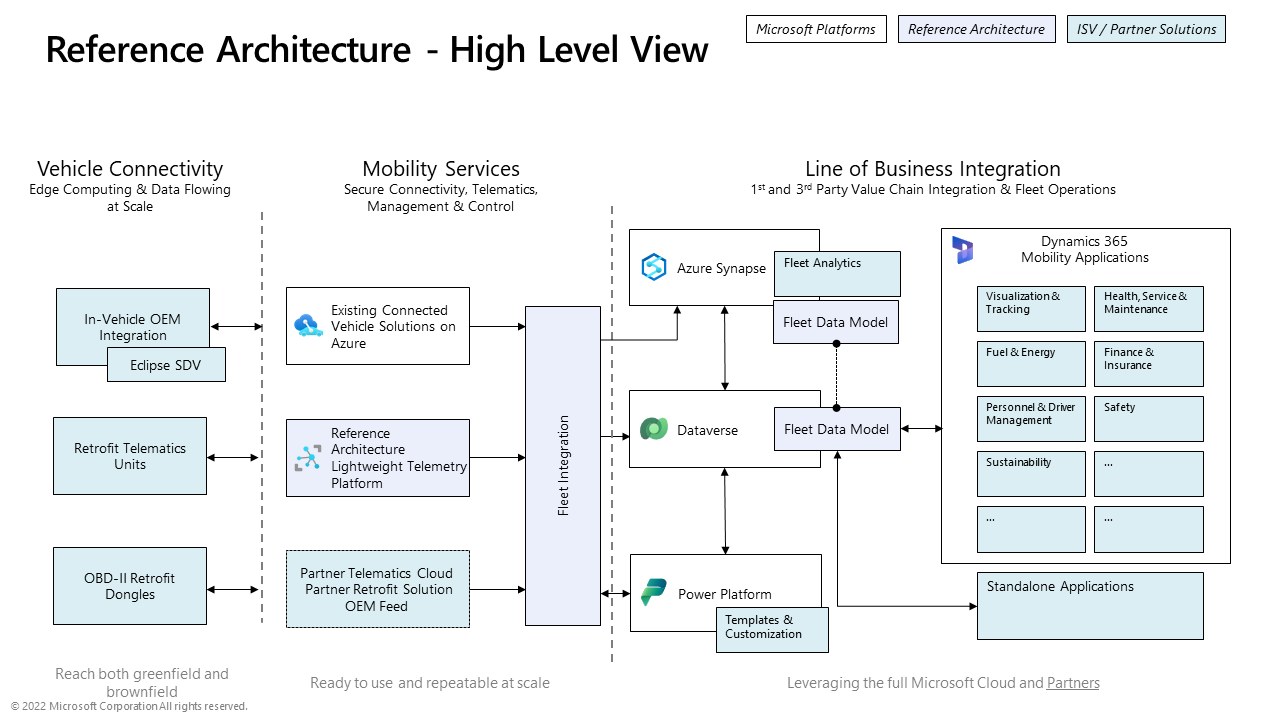 Reference Architecture - High Level View
Microsoft Platforms
Reference Architecture
ISV / Partner Solutions
Vehicle Connectivity
Edge Computing & Data Flowing
at Scale
Mobility Services
Secure Connectivity, Telematics,
Management & Control
Line of Business Integration
1st and 3rd Party Value Chain Integration & Fleet Operations
In-Vehicle OEM
Integration
Eclipse SDV
Retrofit Telematics
Units
OBD-II Retrofit
Dongles
Existing Connected
Vehicle Solutions on
Azure
Reference
Architecture
Lightweight Telemetry
Platform
Partner Telematics Cloud
Partner Retrofit Solution
OEM Feed
Fleet Integration
Azure Synapse
Fleet Analytics
Fleet Data Model
Dataverse
Fleet Data Model
Power Platform
Templates &
Customization
Dynamics 365
Mobility Applications
Visualization &
Tracking
Health, Service &
Maintenance
Fuel & Energy
Finance &
Insurance
Personnel & Driver
Management
Safety
Sustainability
...
...
...
Standalone Applications
Reach both greenfield and
brownfield
Ready to use and repeatable at scale
Leveraging the full Microsoft Cloud and Partners
© 2022 Microsoft Corporation All rights reserved.